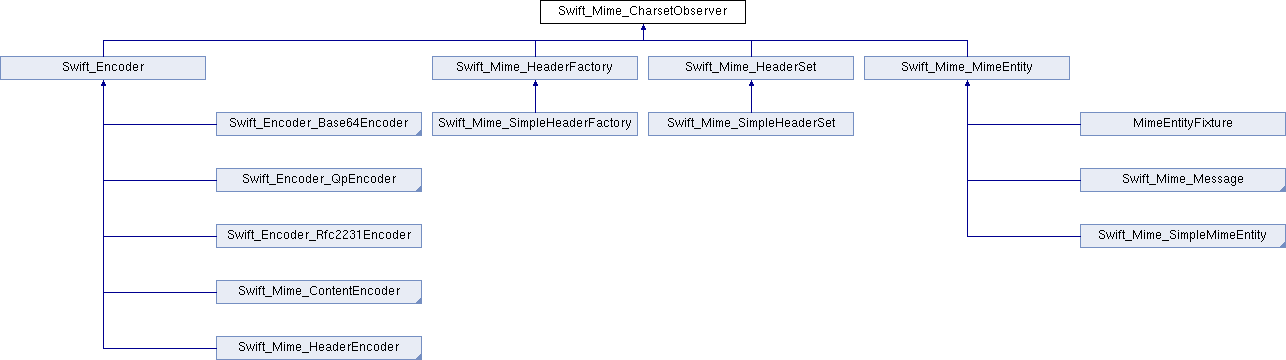 Swift_Mime_CharsetObserver
Swift_Encoder
Swift_Mime_HeaderFactory
Swift_Mime_HeaderSet
Swift_Mime_MimeEntity
Swift_Encoder_Base64Encoder
Swift_Mime_SimpleHeaderFactory
Swift_Mime_SimpleHeaderSet
MimeEntityFixture
Swift_Encoder_QpEncoder
Swift_Mime_Message
Swift_Encoder_Rfc2231Encoder
Swift_Mime_SimpleMimeEntity
Swift_Mime_ContentEncoder
Swift_Mime_HeaderEncoder